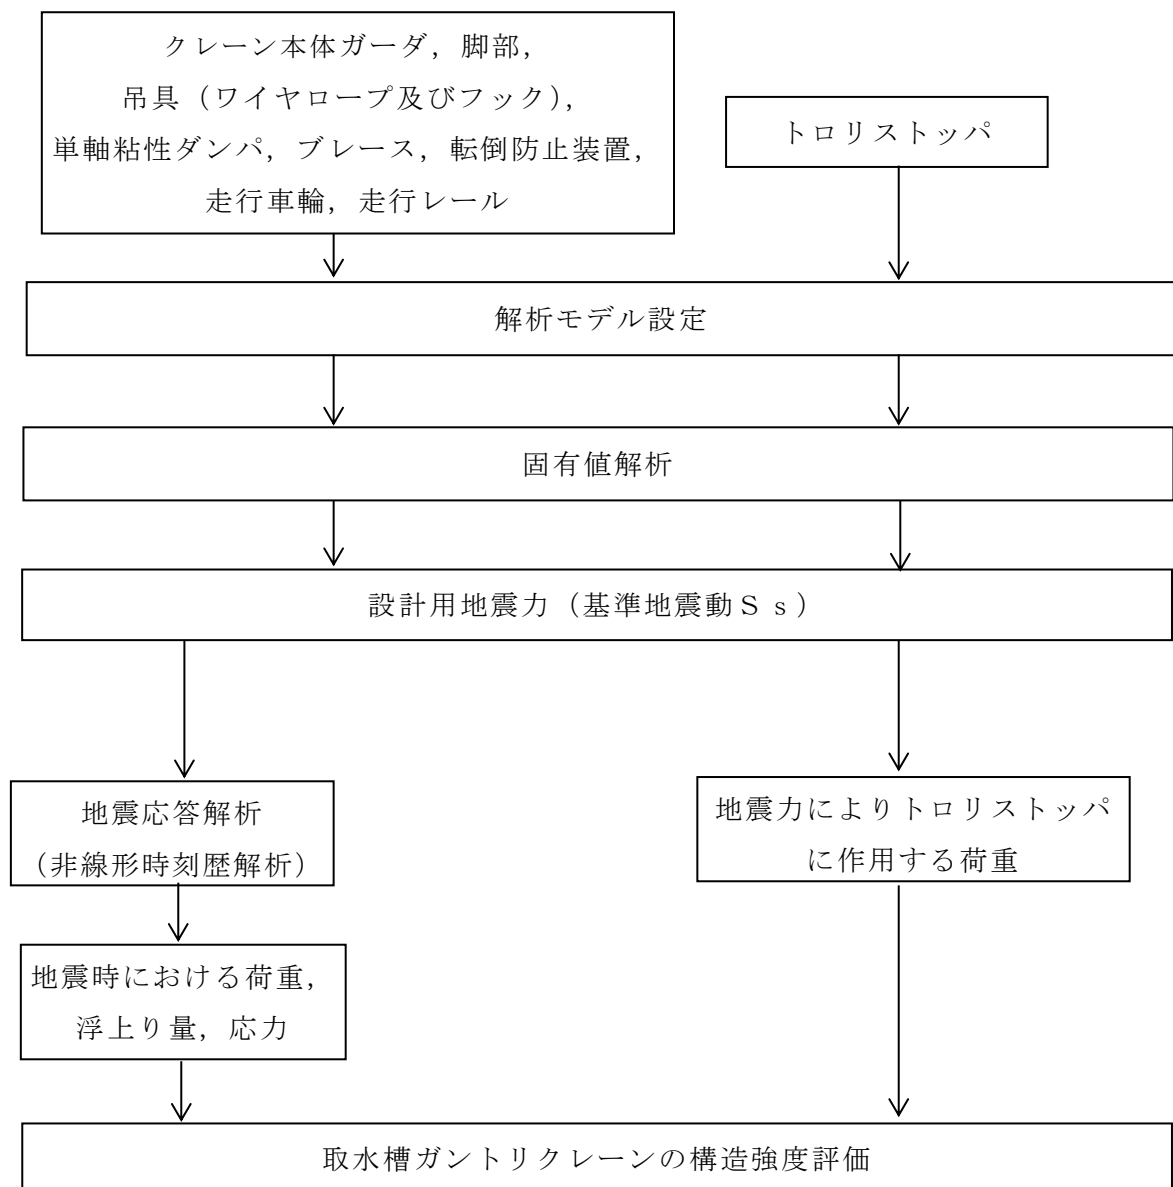 クレーン本体ガーダ，脚部，
吊具（ワイヤロープ及びフック），
単軸粘性ダンパ，ブレース，転倒防止装置，
走行車輪，走行レール
トロリストッパ
解析モデル設定
固有値解析
設計用地震力（基準地震動Ｓｓ）
地震応答解析
（非線形時刻歴解析）
地震力によりトロリストッパ
に作用する荷重
地震時における荷重，
浮上り量，応力
取水槽ガントリクレーンの構造強度評価